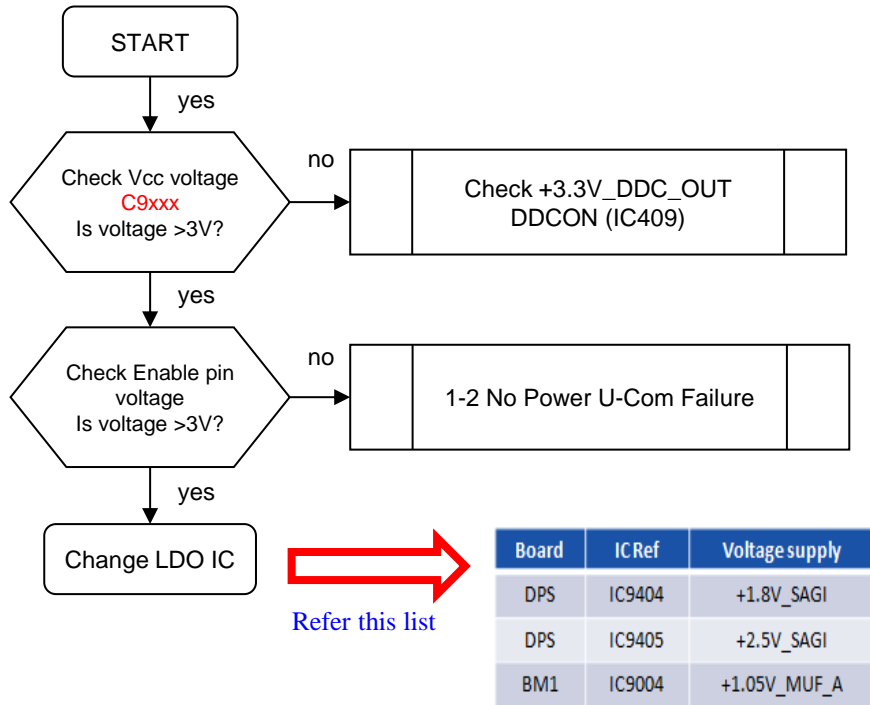 START
yes
Check Vcc voltage
C9xxx
Is voltage >3V?
no
Check +3.3V_DDC_OUT
DDCON (IC409)
yes
Check Enable pin
voltage
Is voltage >3V?
no
1-2 No Power U-Com Failure
yes
Change LDO IC
Refer this list
Board IC Ref Voltage supply
DPS IC9404 +1.8V_SAGI
DPS IC9405 +2.5V_SAGI
BM1 IC9004 +1.05V_MUF_A